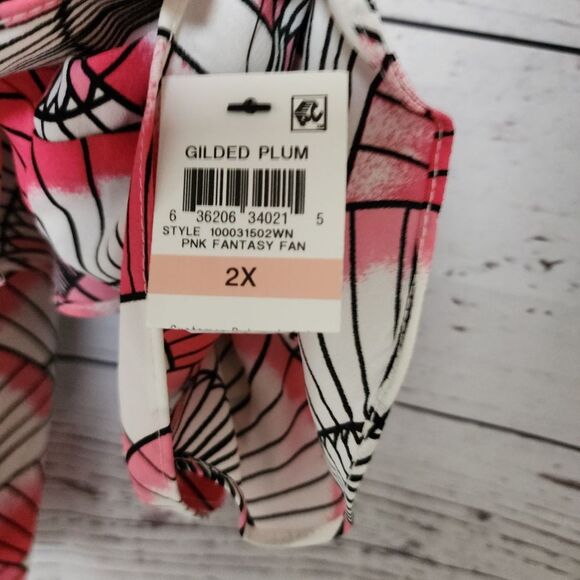 GILDED PLUM
6 36206 34021 5
STYLE 100031502WN
PNK FANTASY FAN
2X